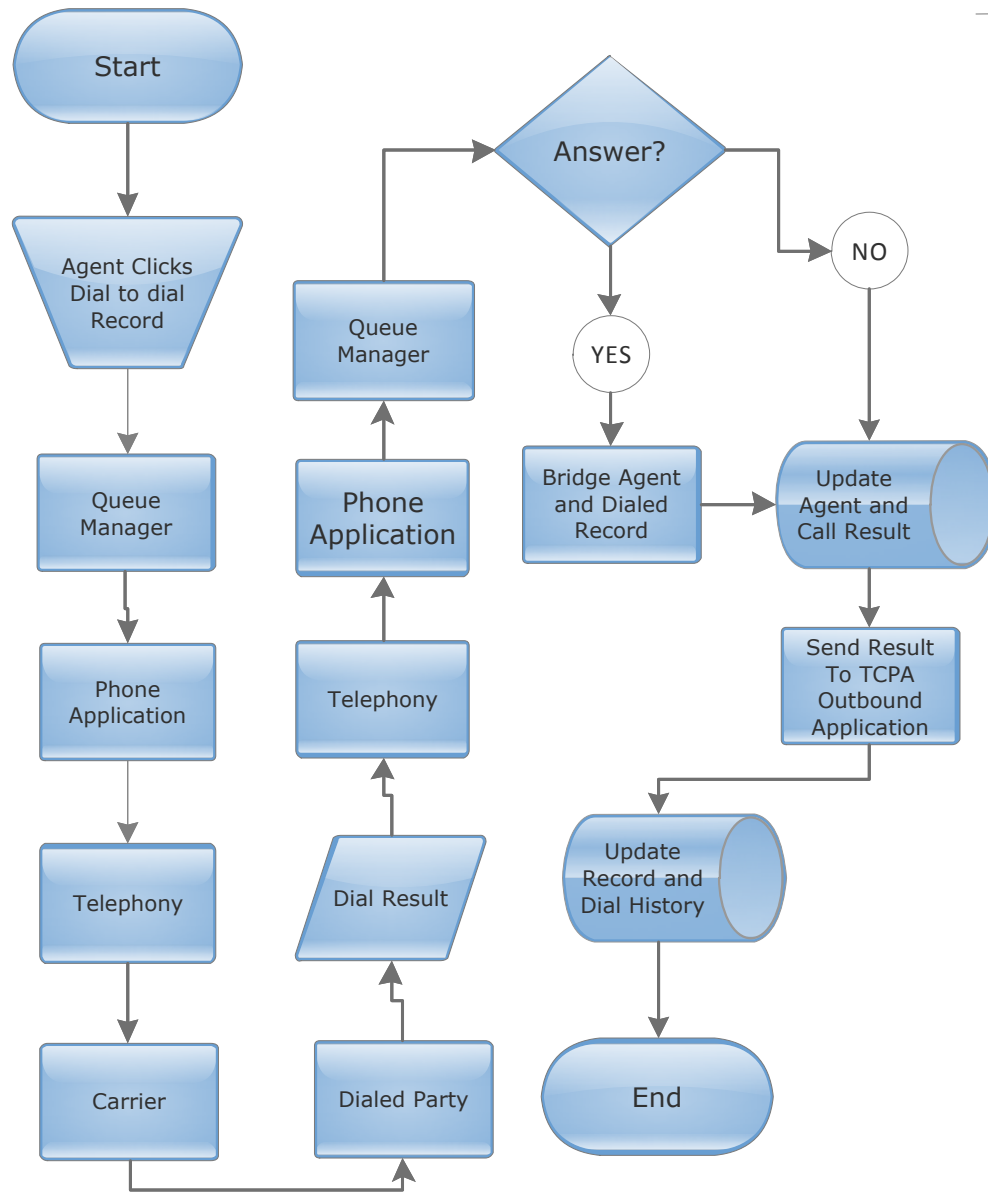 Start
Agent Clicks
Dial to dial
Record
Queue
Manager
Phone
Application
Telephony
Carrier
Dialed Party
Dial Result
Telephony
Phone
Application
Queue
Manager
Answer?
YES
NO
Bridge Agent
and Dialed
Record
Update
Agent and
Call Result
Send Result
To TCPA
Outbound
Application
Update
Record and
Dial History
End